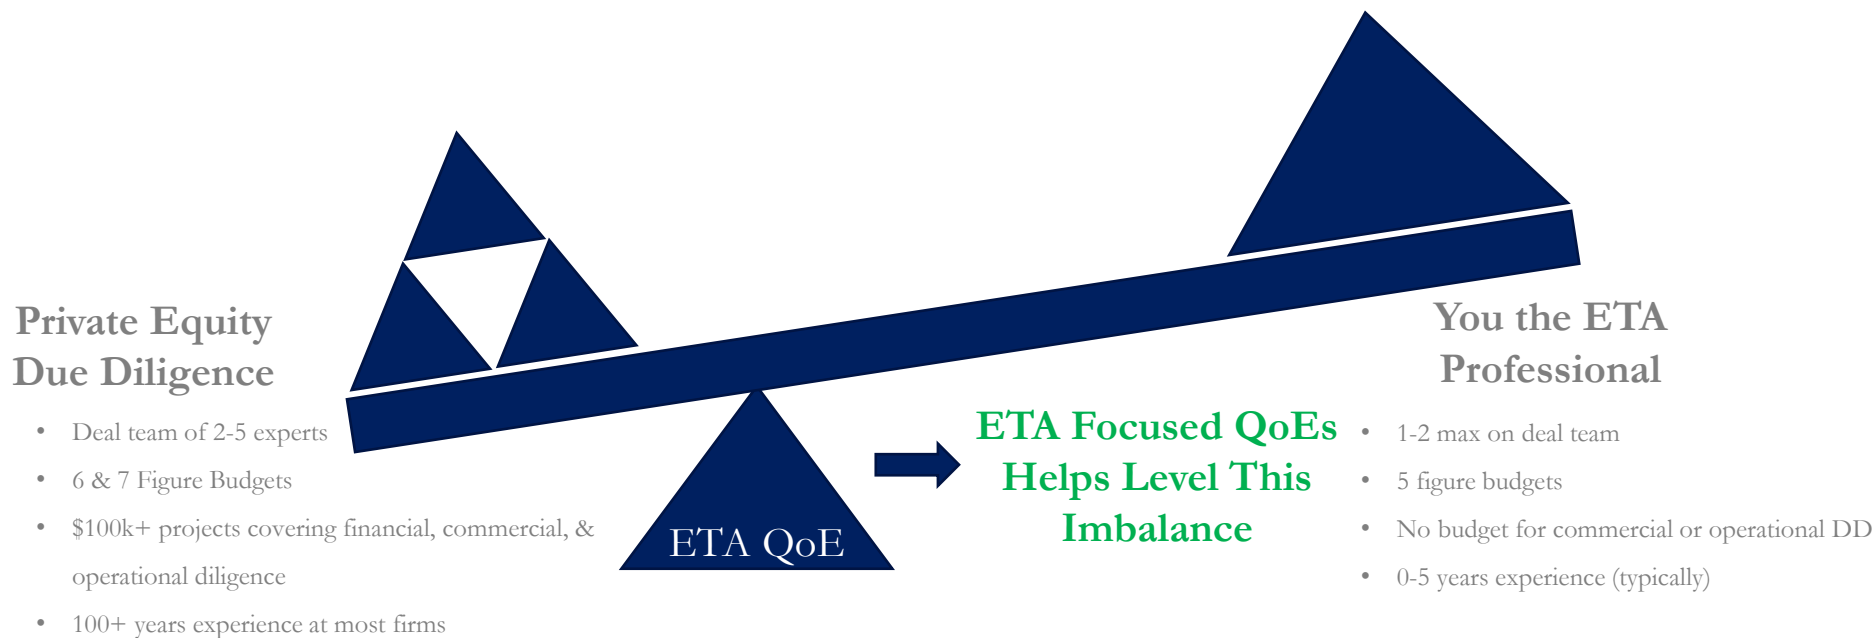 Private Equity
Due Diligence
• Deal team of 2-5 experts
• 6 & 7 Figure Budgets
• $100k+ projects covering financial, commercial, &
operational diligence
• 100+ years experience at most firms
ETA QoE
ETA Focused QoEs
Helps Level This
Imbalance
You the ETA
Professional
• 1-2 max on deal team
• 5 figure budgets
• No budget for commercial or operational DD
• 0-5 years experience (typically)